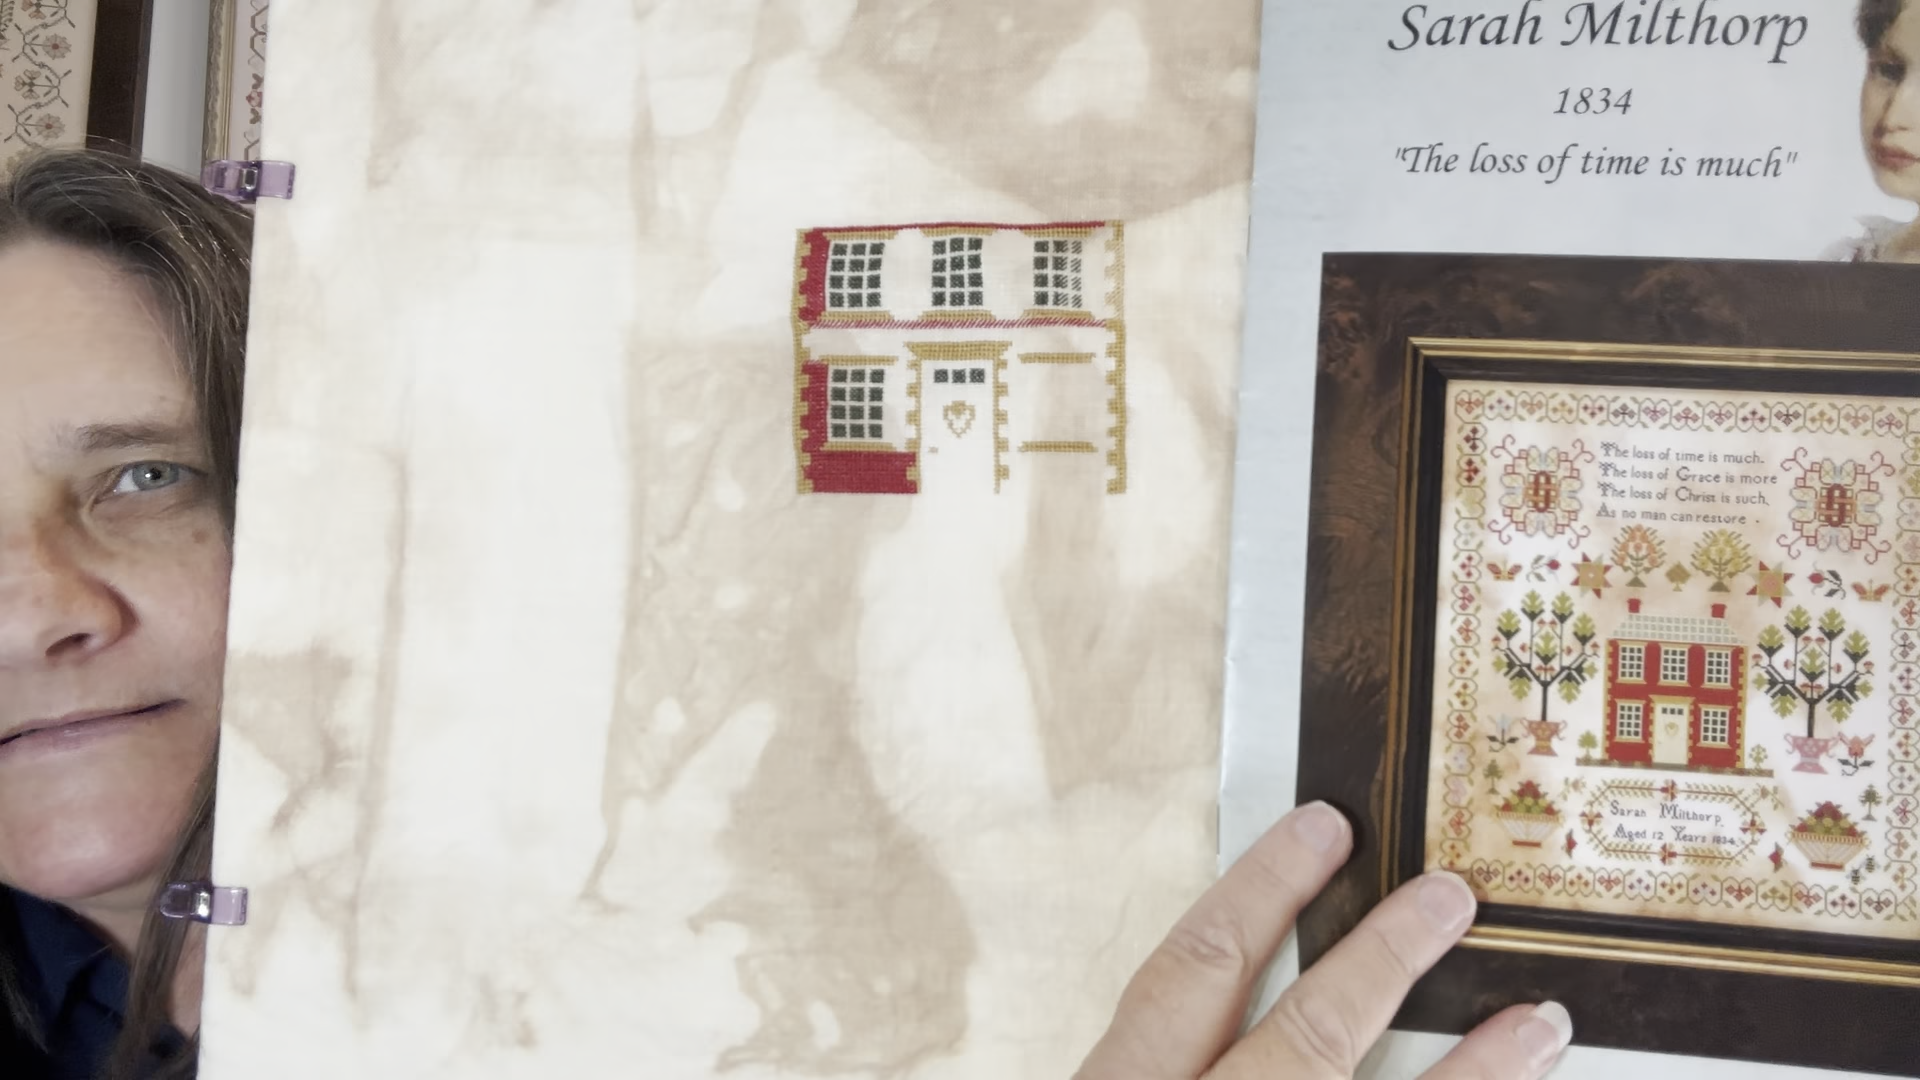 Sarah Milthorp
1834
"The loss of time is much"
The loss of time is much.
The loss of Grace is more
The loss of Christ is such,
As no man can restore .
Sarah Milthorp.
Aged 12 Years 1834.